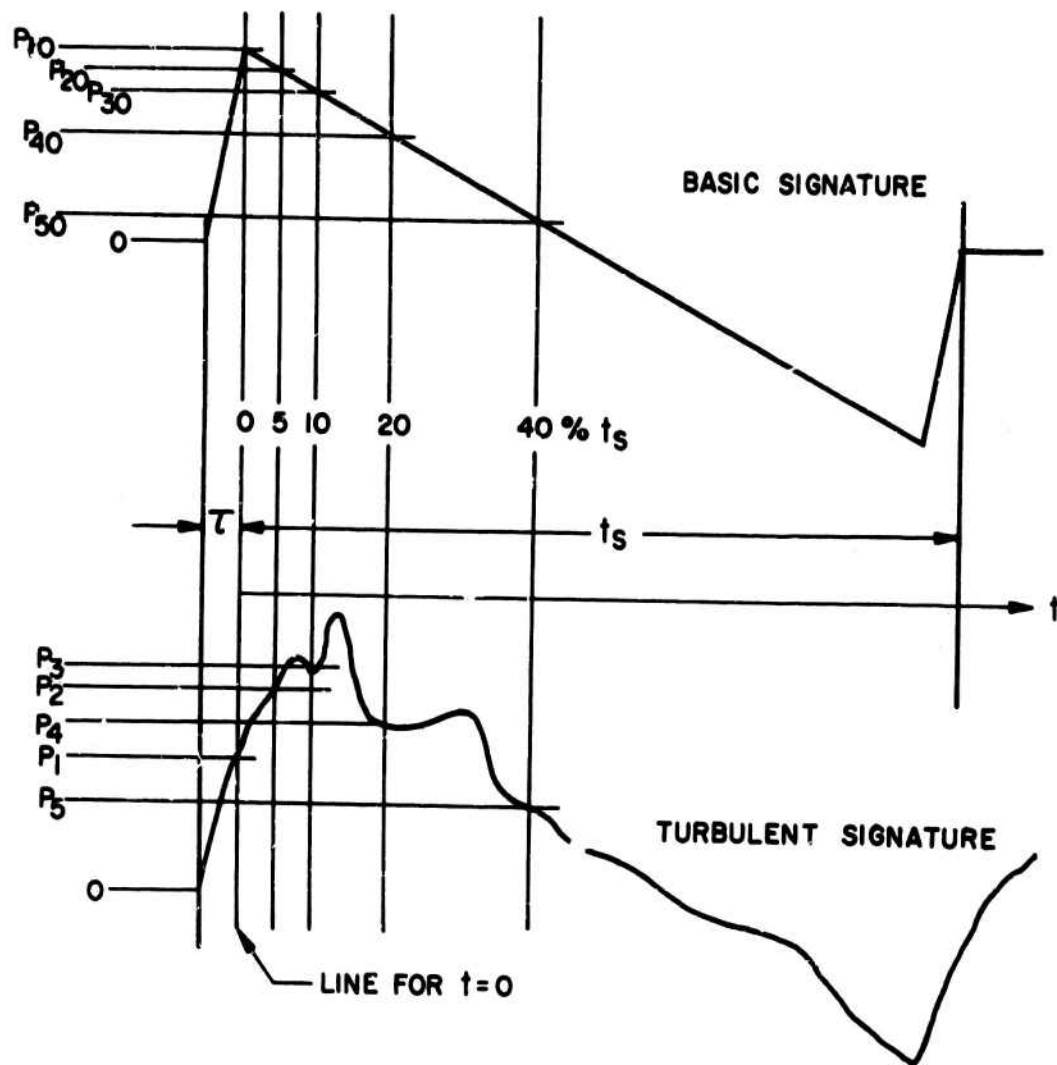 P10
P20
P30
P40
P50
0
BASIC SIGNATURE
0 5 10 20 40 % ts
τ
ts
t
P3
P2
P4
P1
P5
0
TURBULENT SIGNATURE
LINE FOR t=0